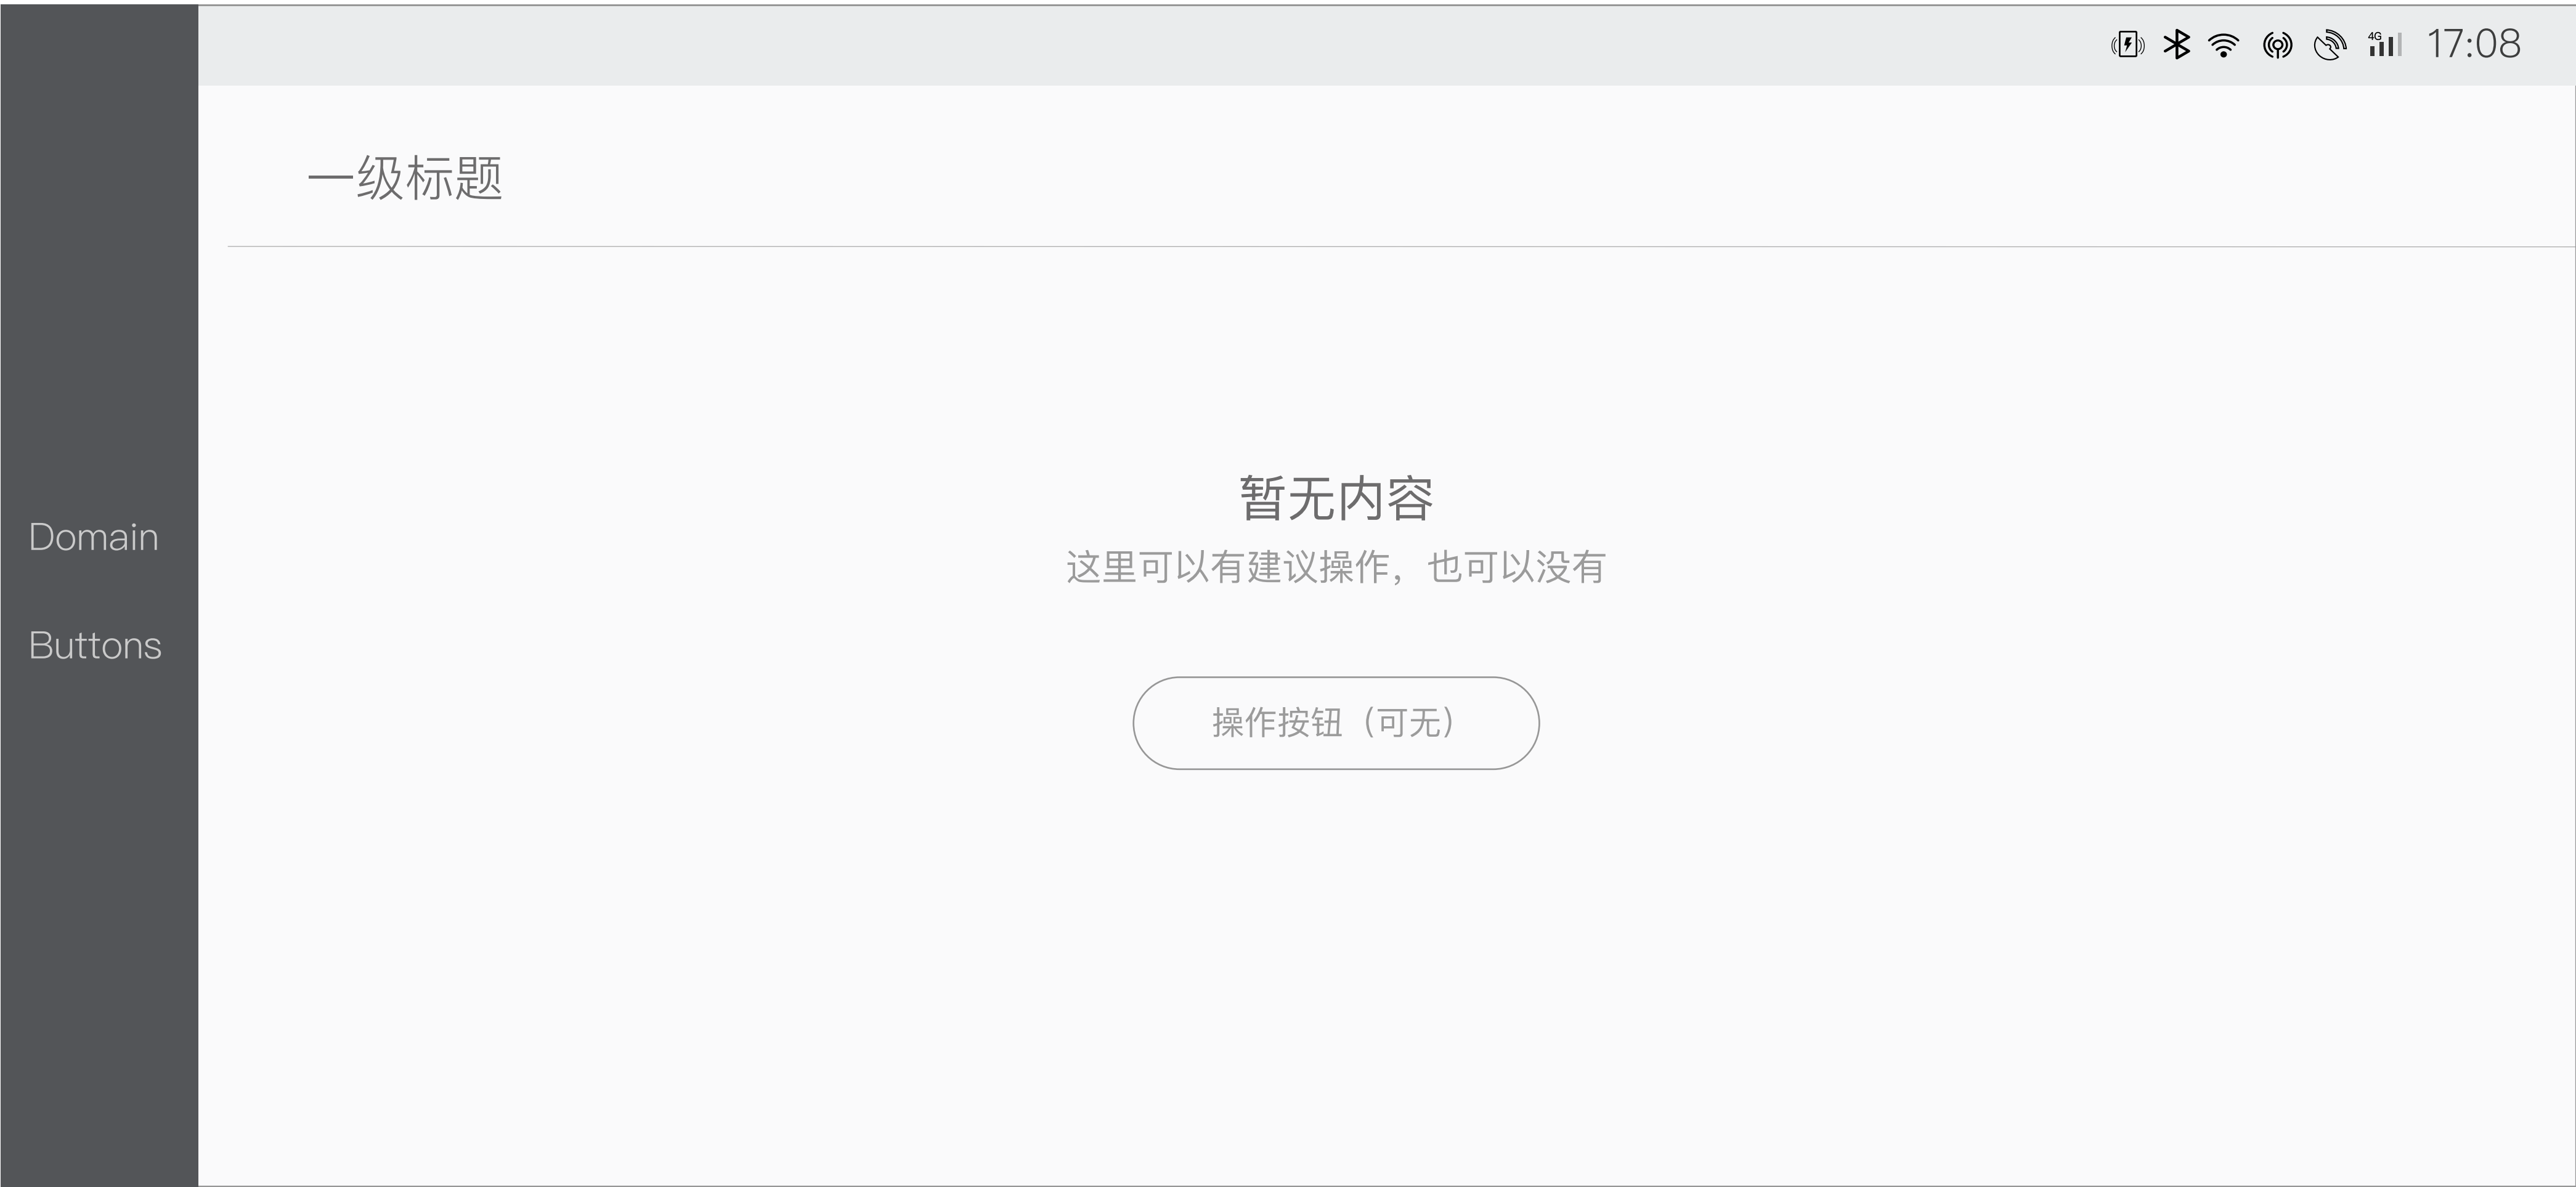 4G 17:08
一级标题
暂无内容
这里可以有建议操作，也可以没有
Domain
Buttons
操作按钮（可无）